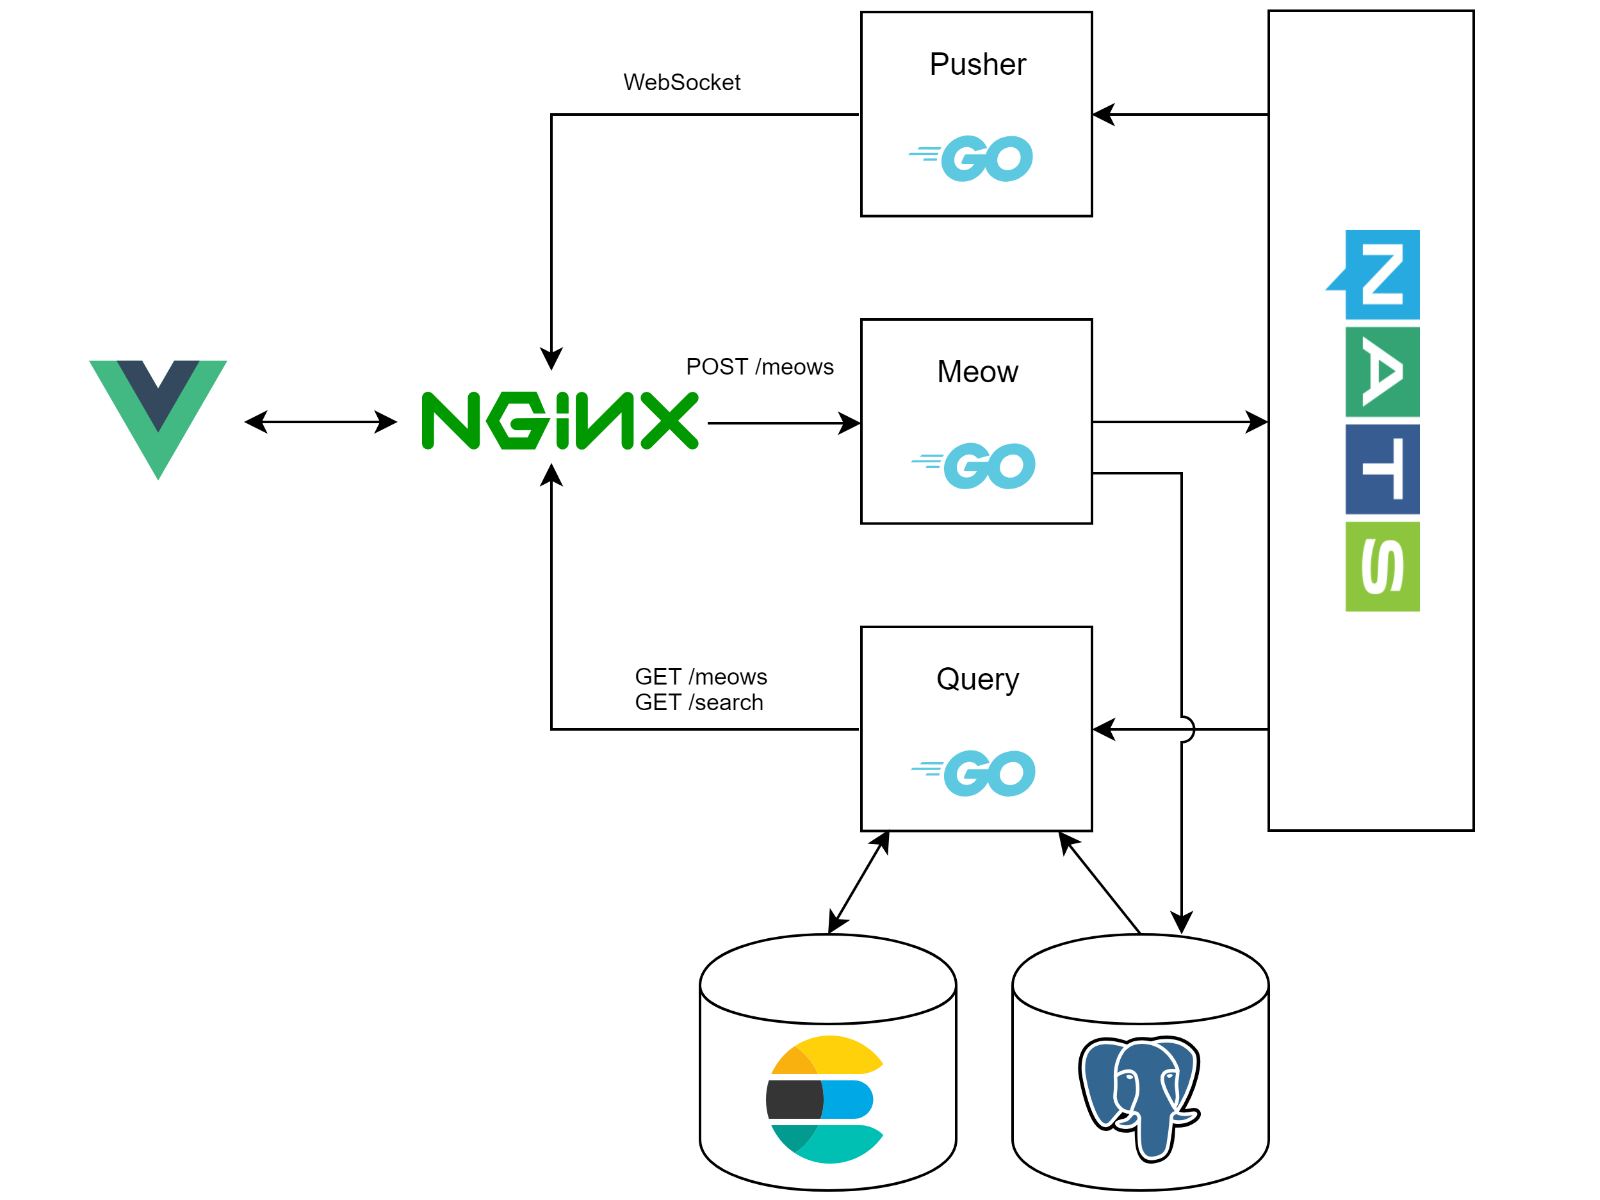 Pusher
WebSocket
GO
NATS
POST /meows
Meow
NGINX
GO
GET /meows
GET /search
Query
GO